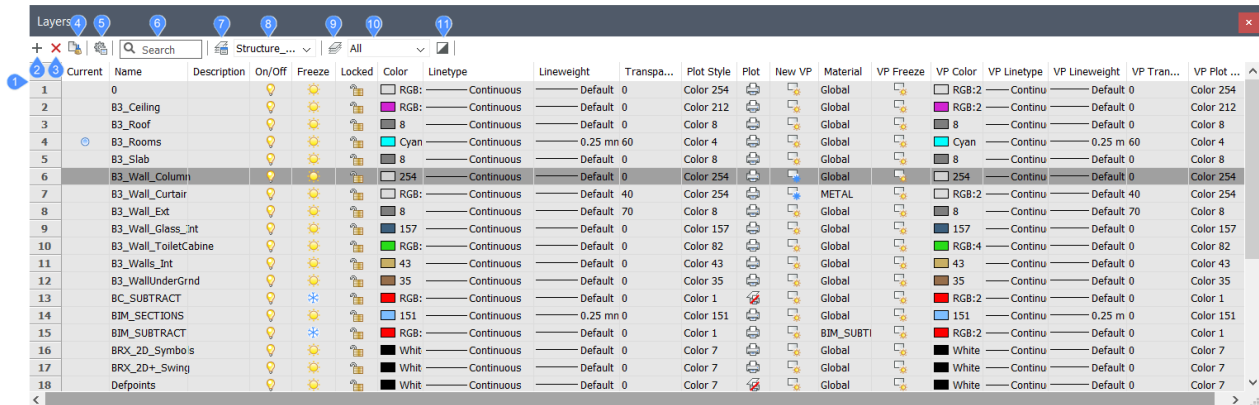 Layers 4 5 6 7 8 9 10 11
Search Structure_... All
1 2 3 Current Name Description On/Off Freeze Locked Color Linetype Lineweight Transpa... Plot Style Plot New VP Material VP Freeze VP Color VP Linetype VP Lineweight VP Tran... VP Plot ...
1 0 RGB: Continuous Default 0 Color 254 Global RGB:2 Continu Default 0 Color 254
2 B3_Ceiling RGB: Continuous Default 0 Color 212 Global RGB:2 Continu Default 0 Color 212
3 B3_Roof 8 Continuous Default 0 Color 8 Global 8 Continu Default 0 Color 8
4 B3_Rooms Cyan Continuous 0.25 mn 60 Color 4 Global Cyan Continu 0.25 m 60 Color 4
5 B3_Slab 8 Continuous Default 0 Color 8 Global 8 Continu Default 0 Color 8
6 B3_Wall_Column 254 Continuous Default 0 Color 254 Global 254 Continu Default 0 Color 254
7 B3_Wall_Curtain RGB: Continuous Default 40 Color 254 METAL RGB:2 Continu Default 40 Color 254
8 B3_Wall_Ext 8 Continuous Default 70 Color 8 Global 8 Continu Default 70 Color 8
9 B3_Wall_Glass_Int 157 Continuous Default 0 Color 157 Global 157 Continu Default 0 Color 157
10 B3_Wall_ToiletCabine RGB: Continuous Default 0 Color 82 Global RGB:4 Continu Default 0 Color 82
11 B3_Walls_Int 43 Continuous Default 0 Color 43 Global 43 Continu Default 0 Color 43
12 B3_WallUnderGrnd 35 Continuous Default 0 Color 35 Global 35 Continu Default 0 Color 35
13 BC_SUBTRACT RGB: Continuous Default 0 Color 1 Global RGB:2 Continu Default 0 Color 1
14 BIM_SECTIONS 151 Continuous 0.25 mn 0 Color 151 Global 151 Continu 0.25 m 0 Color 151
15 BIM_SUBTRACT RGB: Continuous Default 0 Color 1 BIM_SUBTI RGB:2 Continu Default 0 Color 1
16 BRX_2D_Symbols Whit Continuous Default 0 Color 7 Global White Continu Default 0 Color 7
17 BRX_2D+_Swing Whit Continuous Default 0 Color 7 Global White Continu Default 0 Color 7
18 Defpoints Whit Continuous Default 0 Color 7 Global White Continu Default 0 Color 7